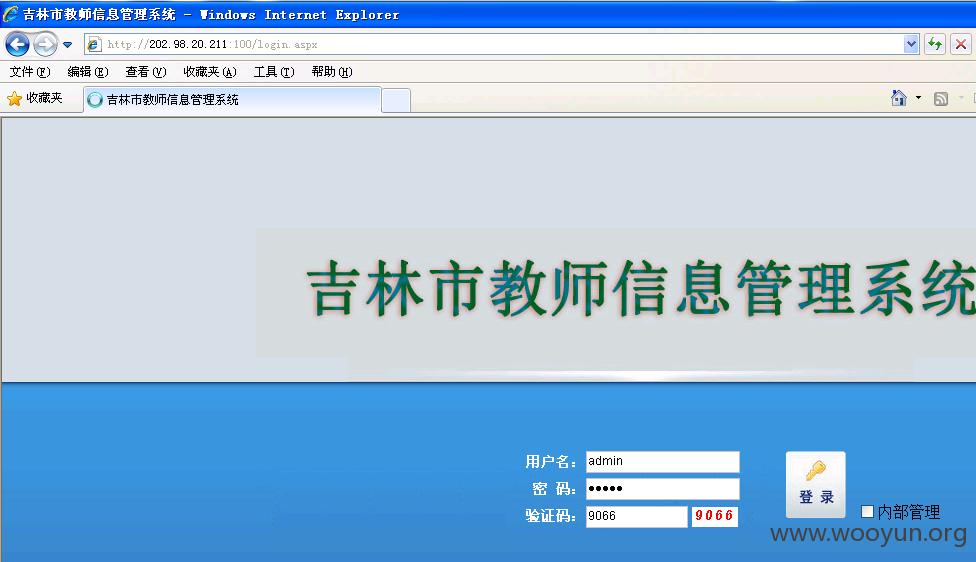 吉林市教师信息管理系统 - Windows Internet Explorer
http://202.98.20.211:100/login.aspx
文件(F) 编辑(E) 查看(V) 收藏夹(A) 工具(T) 帮助(H)
收藏夹 吉林市教师信息管理系统
吉林市教师信息管理系统
用户名: admin
密 码: ●●●●●
验证码: 9066 9066
登 录
内部管理
www.wooyun.org